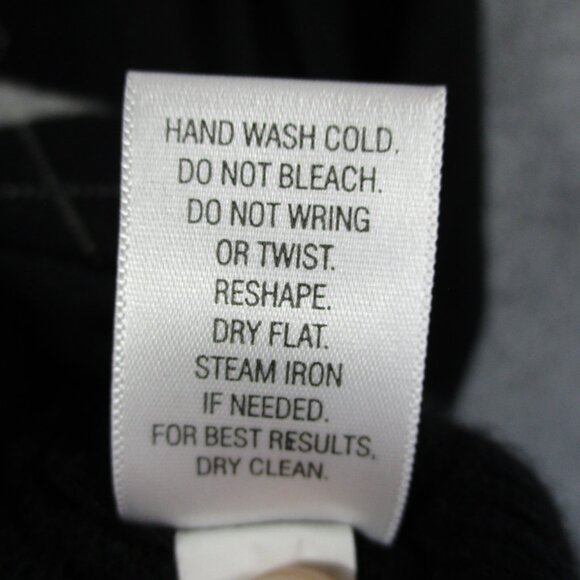 HAND WASH COLD.
DO NOT BLEACH.
DO NOT WRING
OR TWIST.
RESHAPE.
DRY FLAT.
STEAM IRON
IF NEEDED.
FOR BEST RESULTS,
DRY CLEAN.